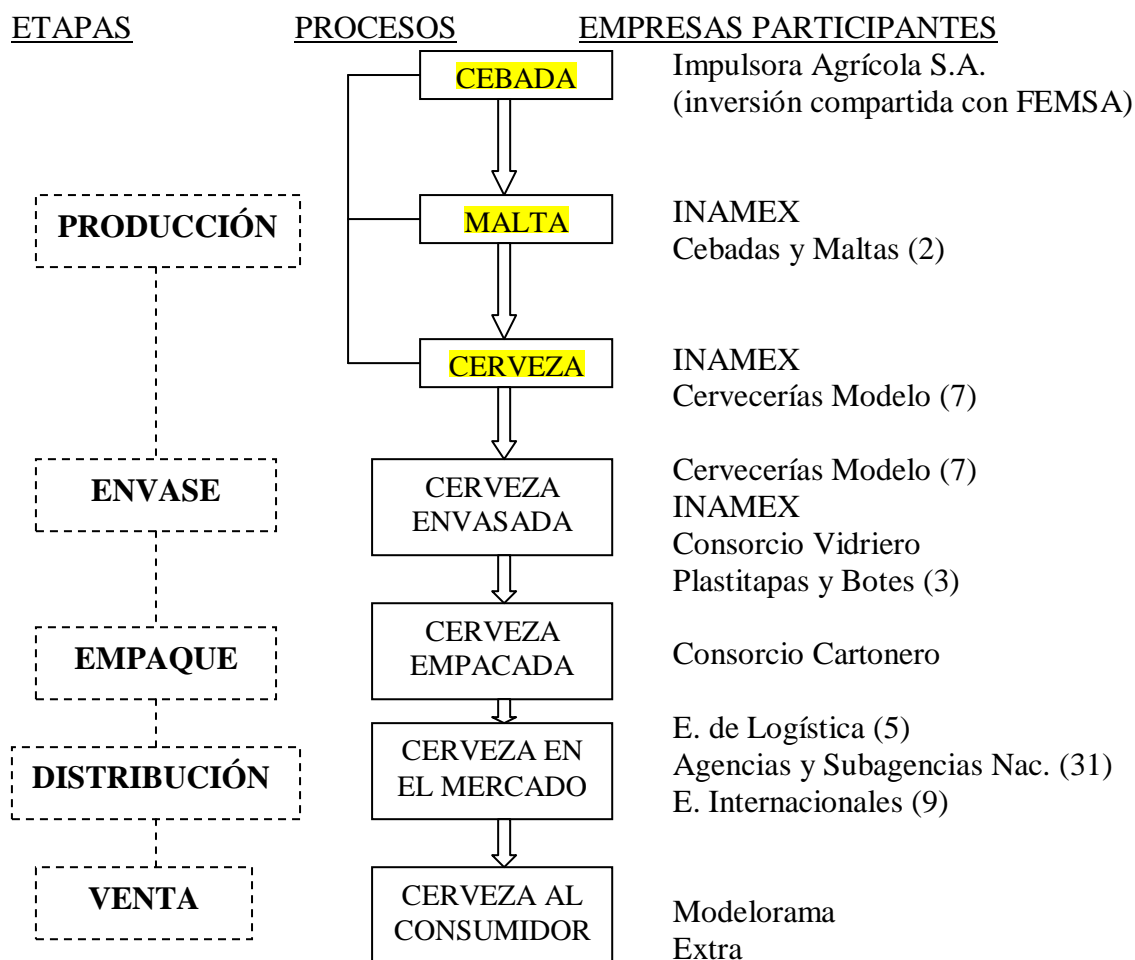 ETAPAS PROCESOS EMPRESAS PARTICIPANTES
CEBADA
Impulsora Agrícola S.A.
(inversión compartida con FEMSA)
PRODUCCIÓN
MALTA
INAMEX
Cebadas y Maltas (2)
CERVEZA
INAMEX
Cervecerías Modelo (7)
ENVASE
CERVEZA
ENVASADA
Cervecerías Modelo (7)
INAMEX
Consorcio Vidriero
Plastitapas y Botes (3)
EMPAQUE
CERVEZA
EMPACADA
Consorcio Cartonero
DISTRIBUCIÓN
CERVEZA EN
EL MERCADO
E. de Logística (5)
Agencias y Subagencias Nac. (31)
E. Internacionales (9)
VENTA
CERVEZA AL
CONSUMIDOR
Modelorama
Extra